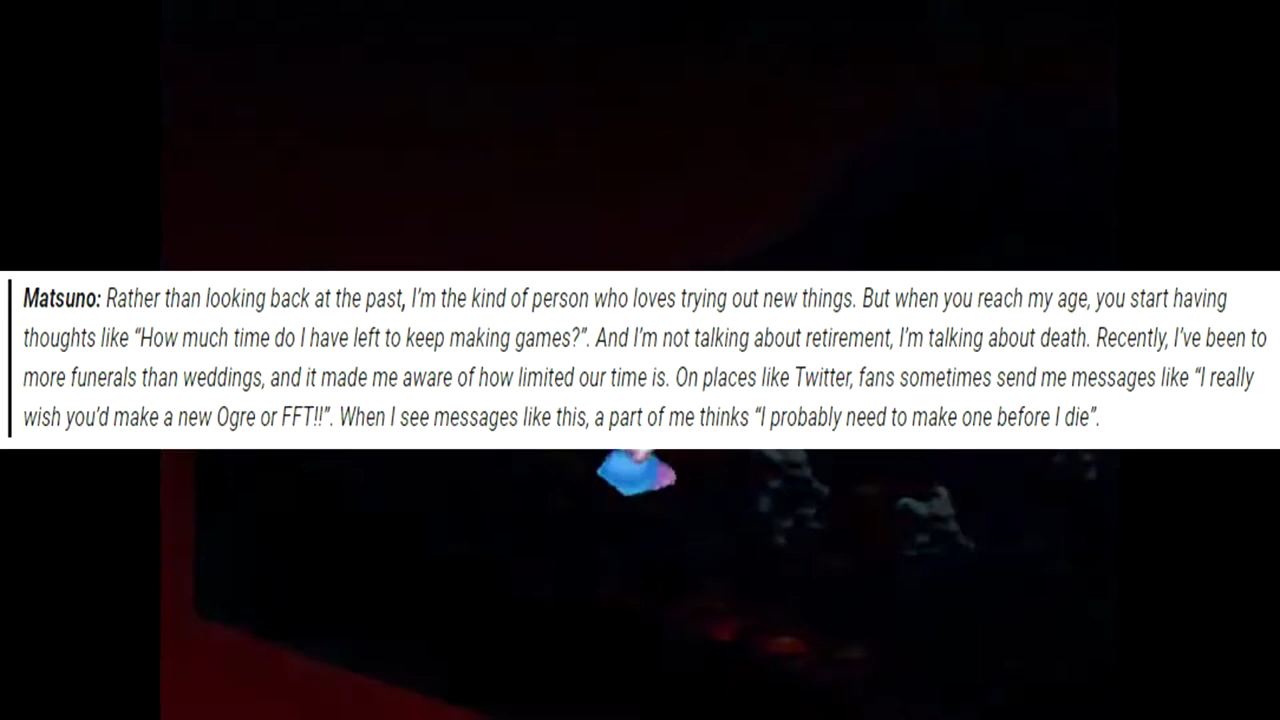 Matsuno: Rather than looking back at the past, I'm the kind of person who loves trying out new things. But when you reach my age, you start having
thoughts like “How much time do I have left to keep making games?”. And I'm not talking about retirement, I'm talking about death. Recently, I've been to
more funerals than weddings, and it made me aware of how limited our time is. On places like Twitter, fans sometimes send me messages like “I really
wish you'd make a new Ogre or FFT!!”. When I see messages like this, a part of me thinks “I probably need to make one before I die”.